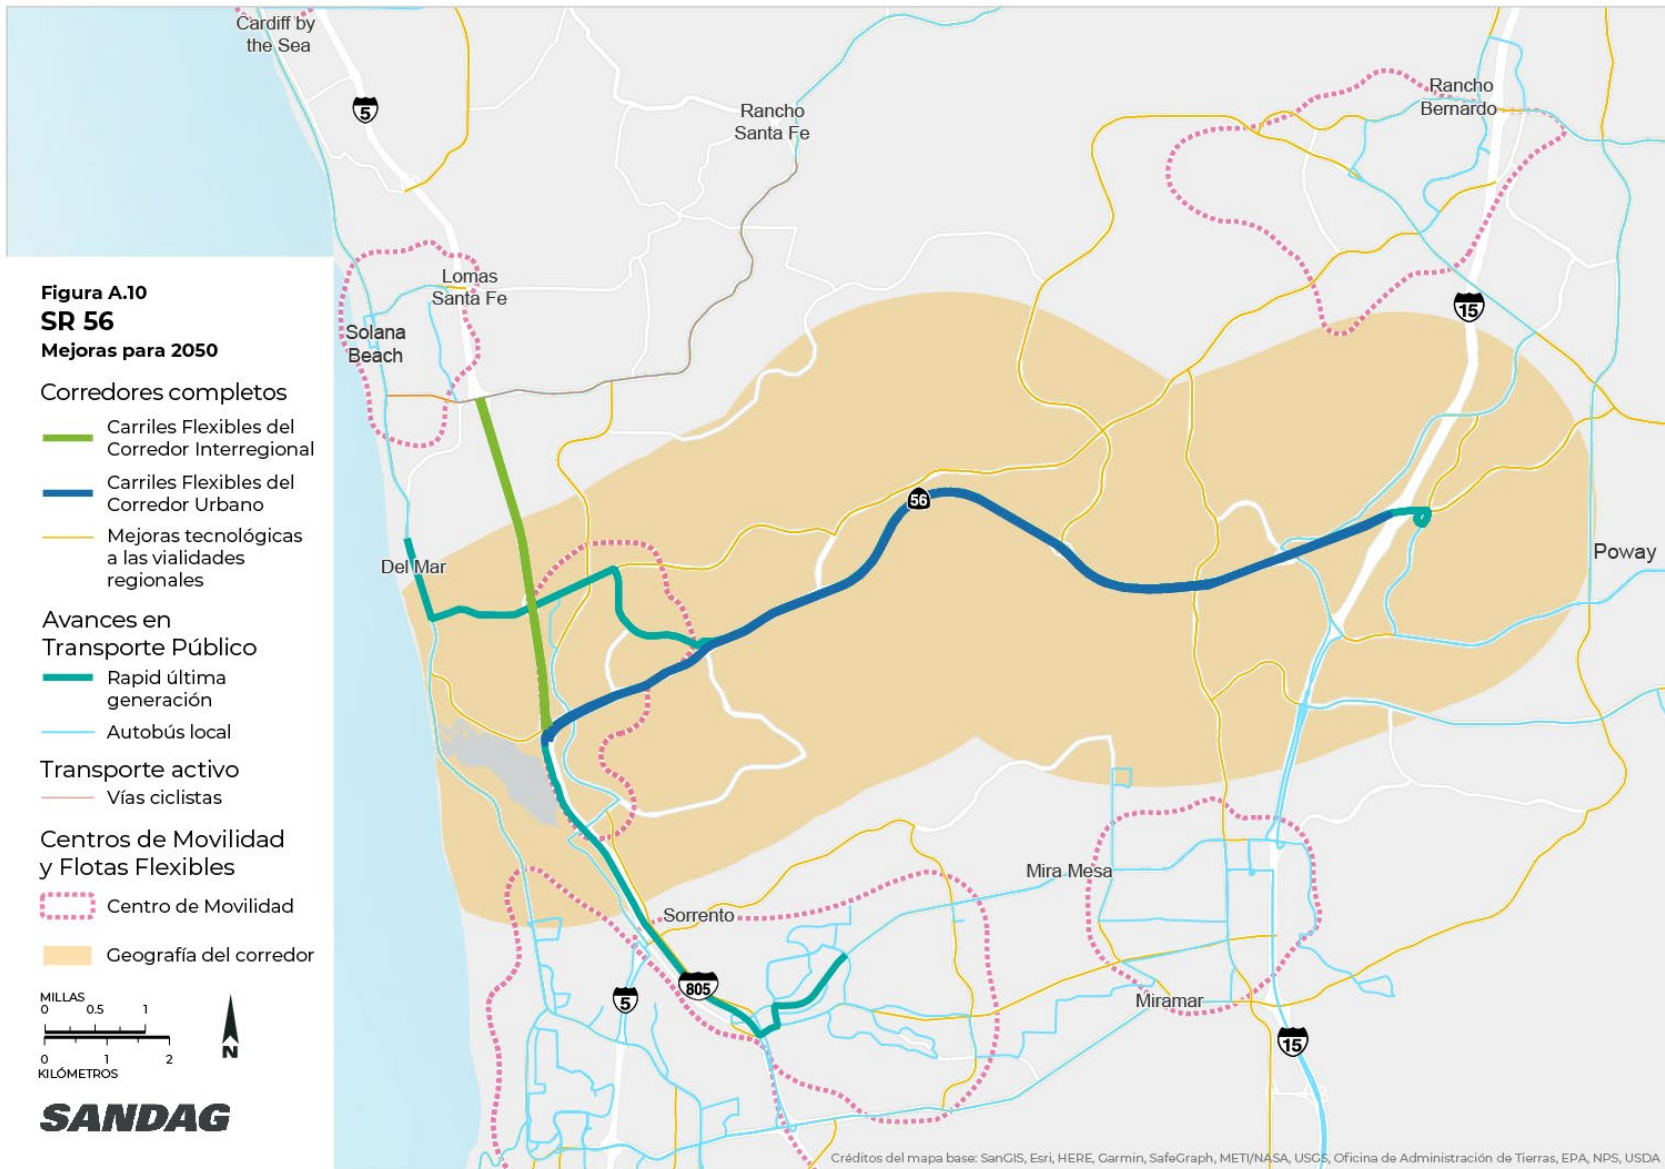 Figura A.10
SR 56
Mejoras para 2050
Corredores completos
Carriles Flexibles del
Corredor Interregional
Carriles Flexibles del
Corredor Urbano
Mejoras tecnológicas
a las vialidades
regionales
Avances en
Transporte Público
Rapid última
generación
Autobús local
Transporte activo
Vías ciclistas
Centros de Movilidad
y Flotas Flexibles
Centro de Movilidad
Geografía del corredor
MILLAS
0 0.5 1
0 1 2
KILÓMETROS
N
SANDAG
Cardiff by
the Sea
5
Rancho
Santa Fe
Rancho
Bernardo
Lomas
Santa Fe
Solana
Beach
15
56
Del Mar
Poway
Mira Mesa
Sorrento
805
5
Miramar
15
Créditos del mapa base: SanGIS, Esri, HERE, Garmin, SafeGraph, METI/NASA, USGS, Oficina de Administración de Tierras, EPA, NPS, USDA